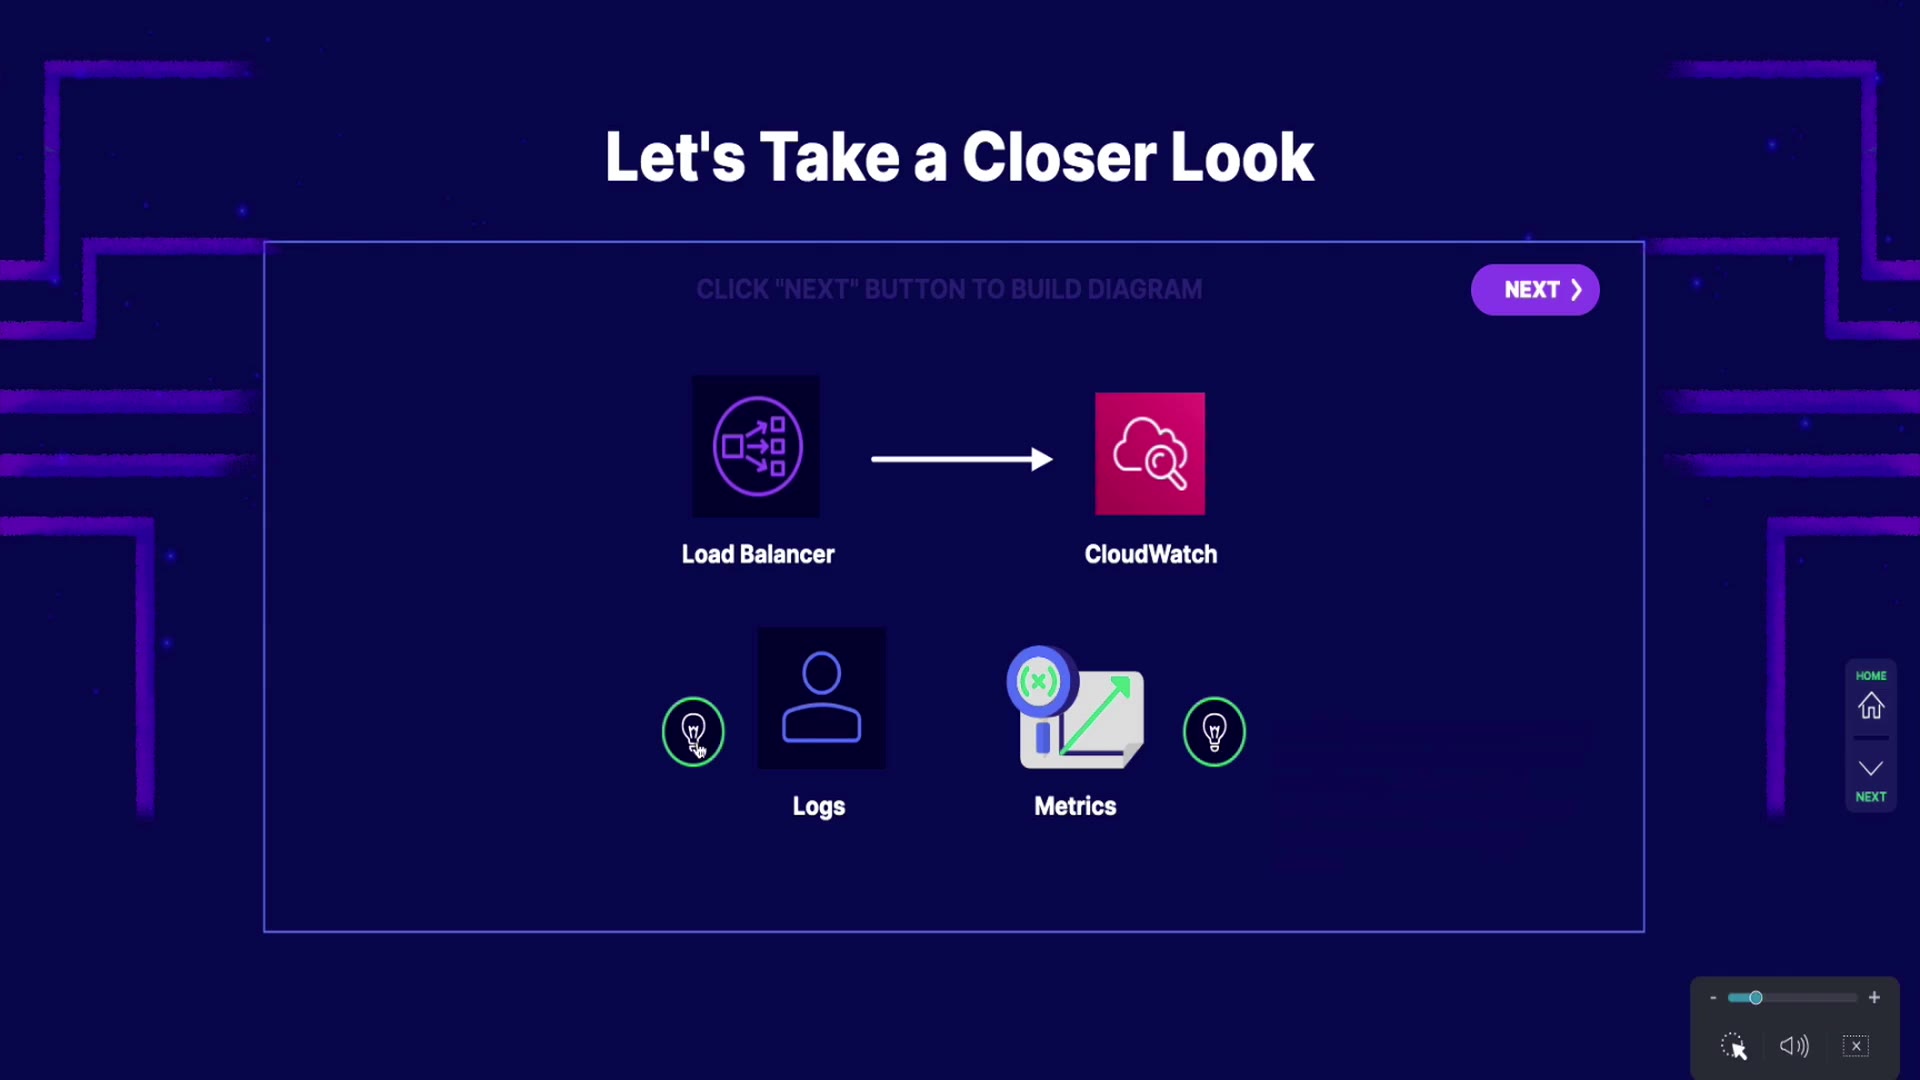 Let's Take a Closer Look
CLICK "NEXT" BUTTON TO BUILD DIAGRAM
NEXT ❯
Load Balancer
CloudWatch
Logs
Metrics
HOME
NEXT